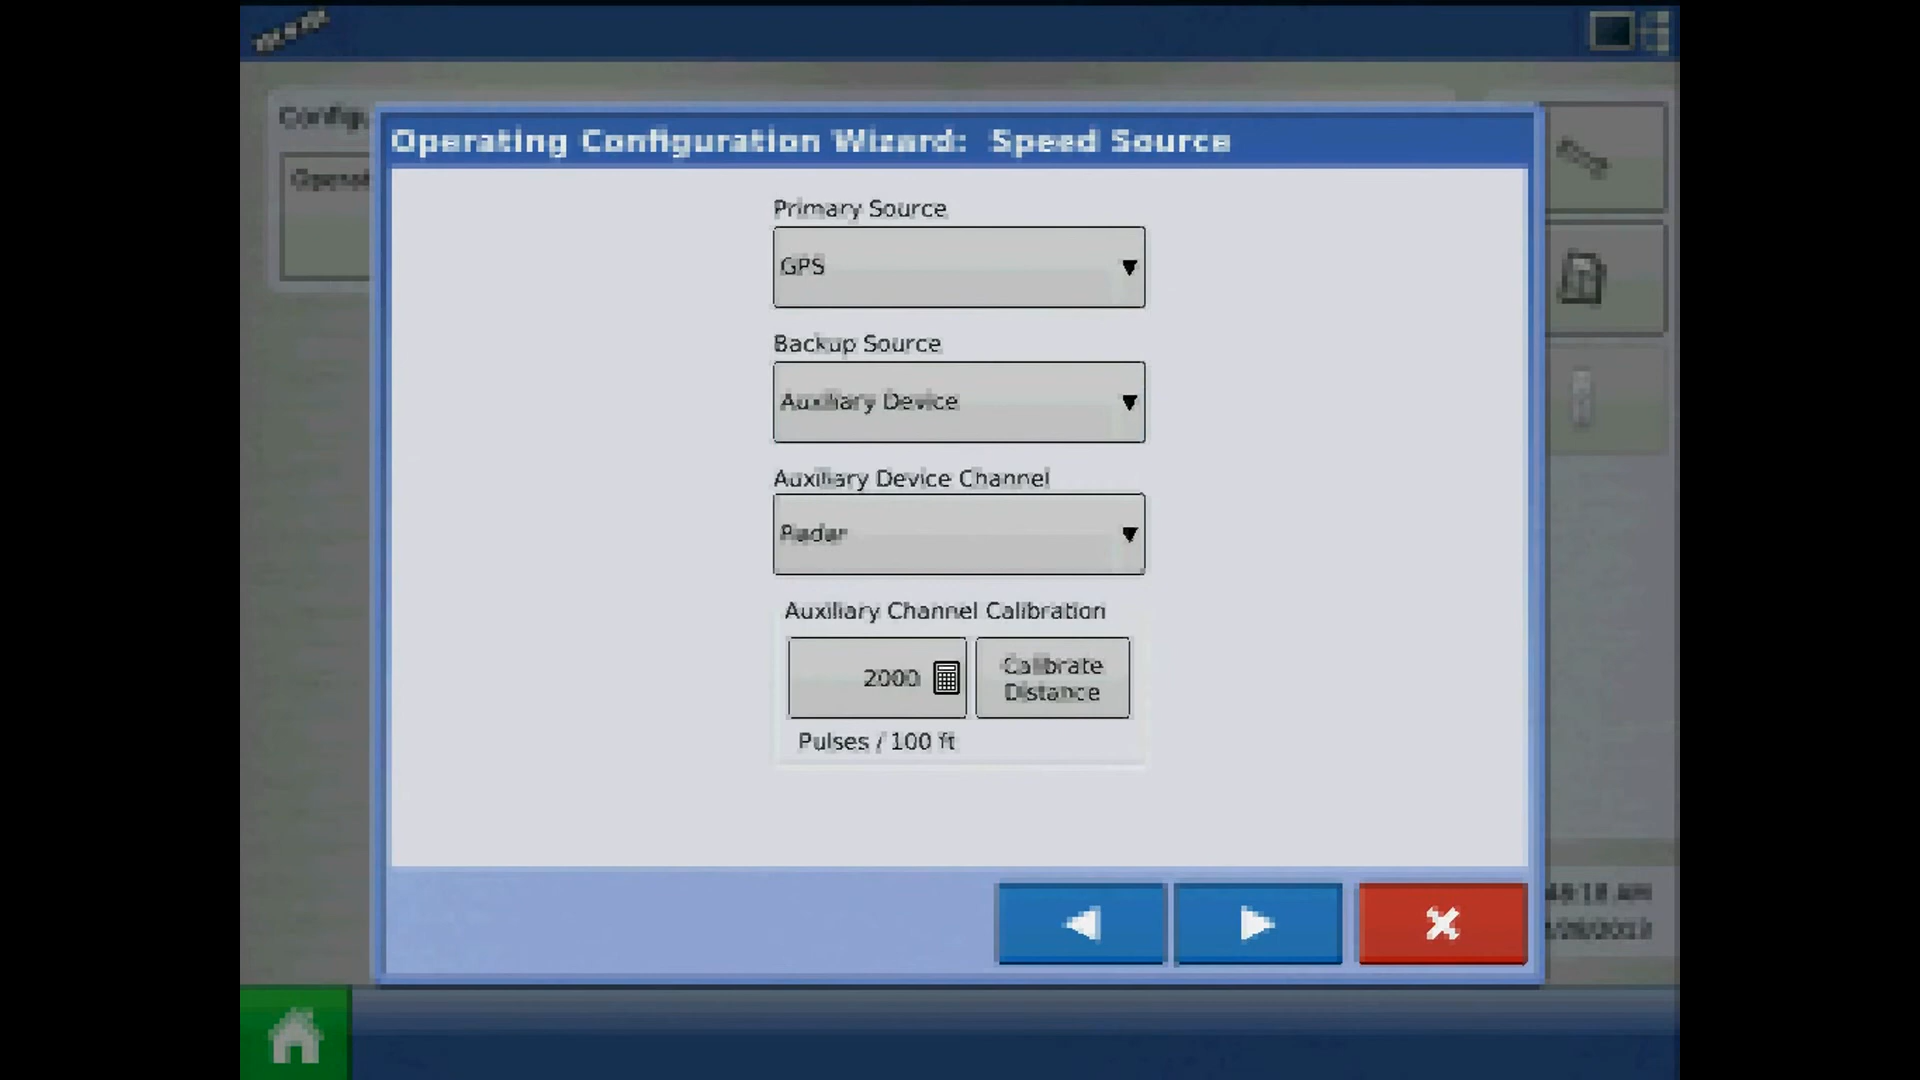 Operating Configuration Wizard: Speed Source
Primary Source
GPS
Backup Source
Auxiliary Device
Auxiliary Device Channel
Radar
Auxiliary Channel Calibration
2000
Calibrate
Distance
Pulses / 100 ft